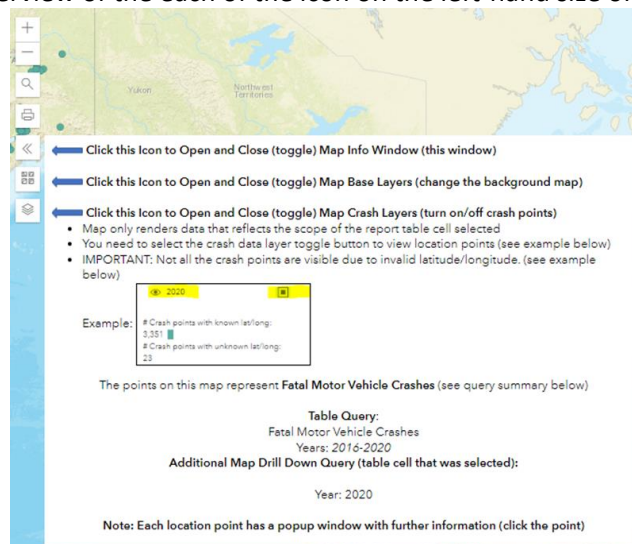 erview of the each of the icon on the left-hand size of
Yukon
Northwest
Territories
Click this Icon to Open and Close (toggle) Map Info Window (this window)
Click this Icon to Open and Close (toggle) Map Base Layers (change the background map)
Click this Icon to Open and Close (toggle) Map Crash Layers (turn on/off crash points)
• Map only renders data that reflects the scope of the report table cell selected
• You need to select the crash data layer toggle button to view location points (see example below)
• IMPORTANT: Not all the crash points are visible due to invalid latitude/longitude. (see example
below)
2020
Example:
# Crash points with known lat/long:
3,351
# Crash points with unknown lat/long:
23
The points on this map represent Fatal Motor Vehicle Crashes (see query summary below)
Table Query:
Fatal Motor Vehicle Crashes
Years: 2016-2020
Additional Map Drill Down Query (table cell that was selected):
Year: 2020
Note: Each location point has a popup window with further information (click the point)